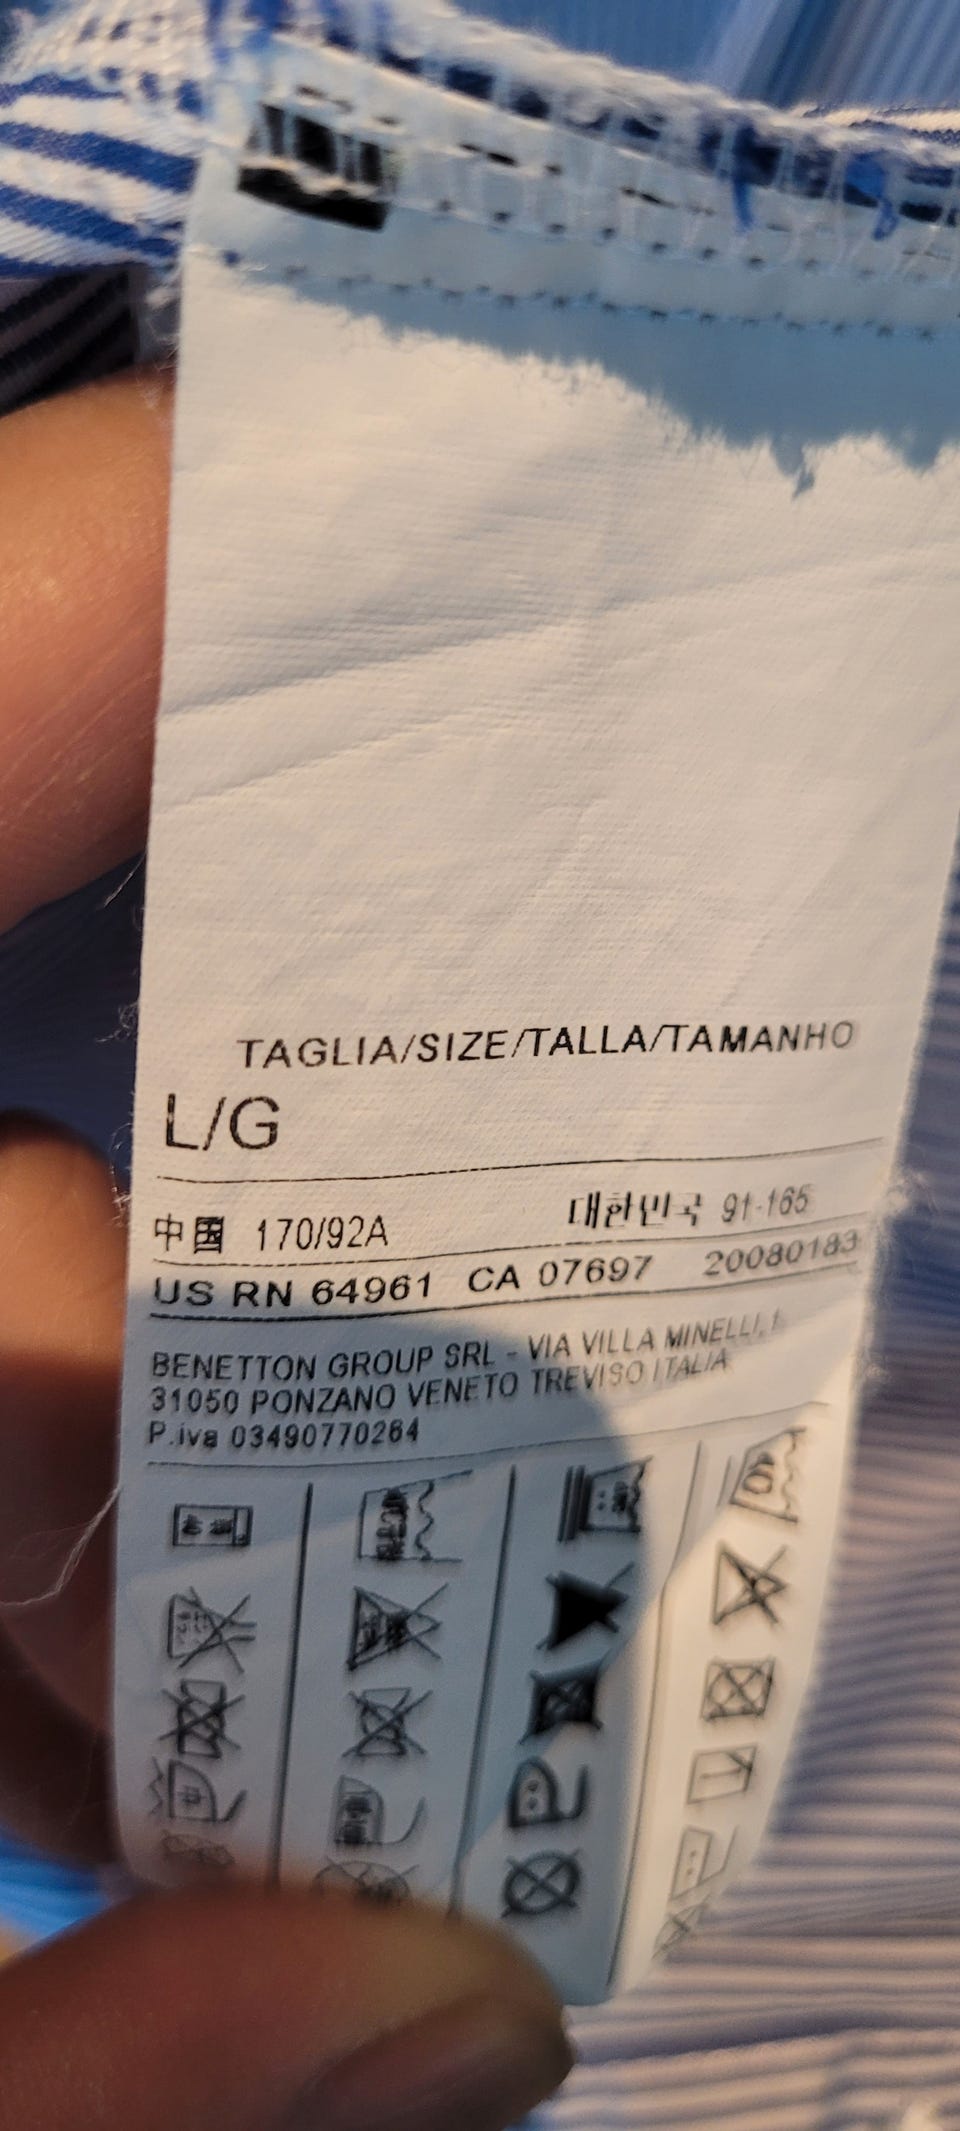 TAGLIA/SIZE/TALLA/TAMANHO
L/G
中国 170/92A 대한민국 91-165
US RN 64961 CA 07697 20080183
BENETTON GROUP SRL - VIA VILLA MINELLI, 1
31050 PONZANO VENETO TREVISO ITALIA
P.iva 03490770264
40